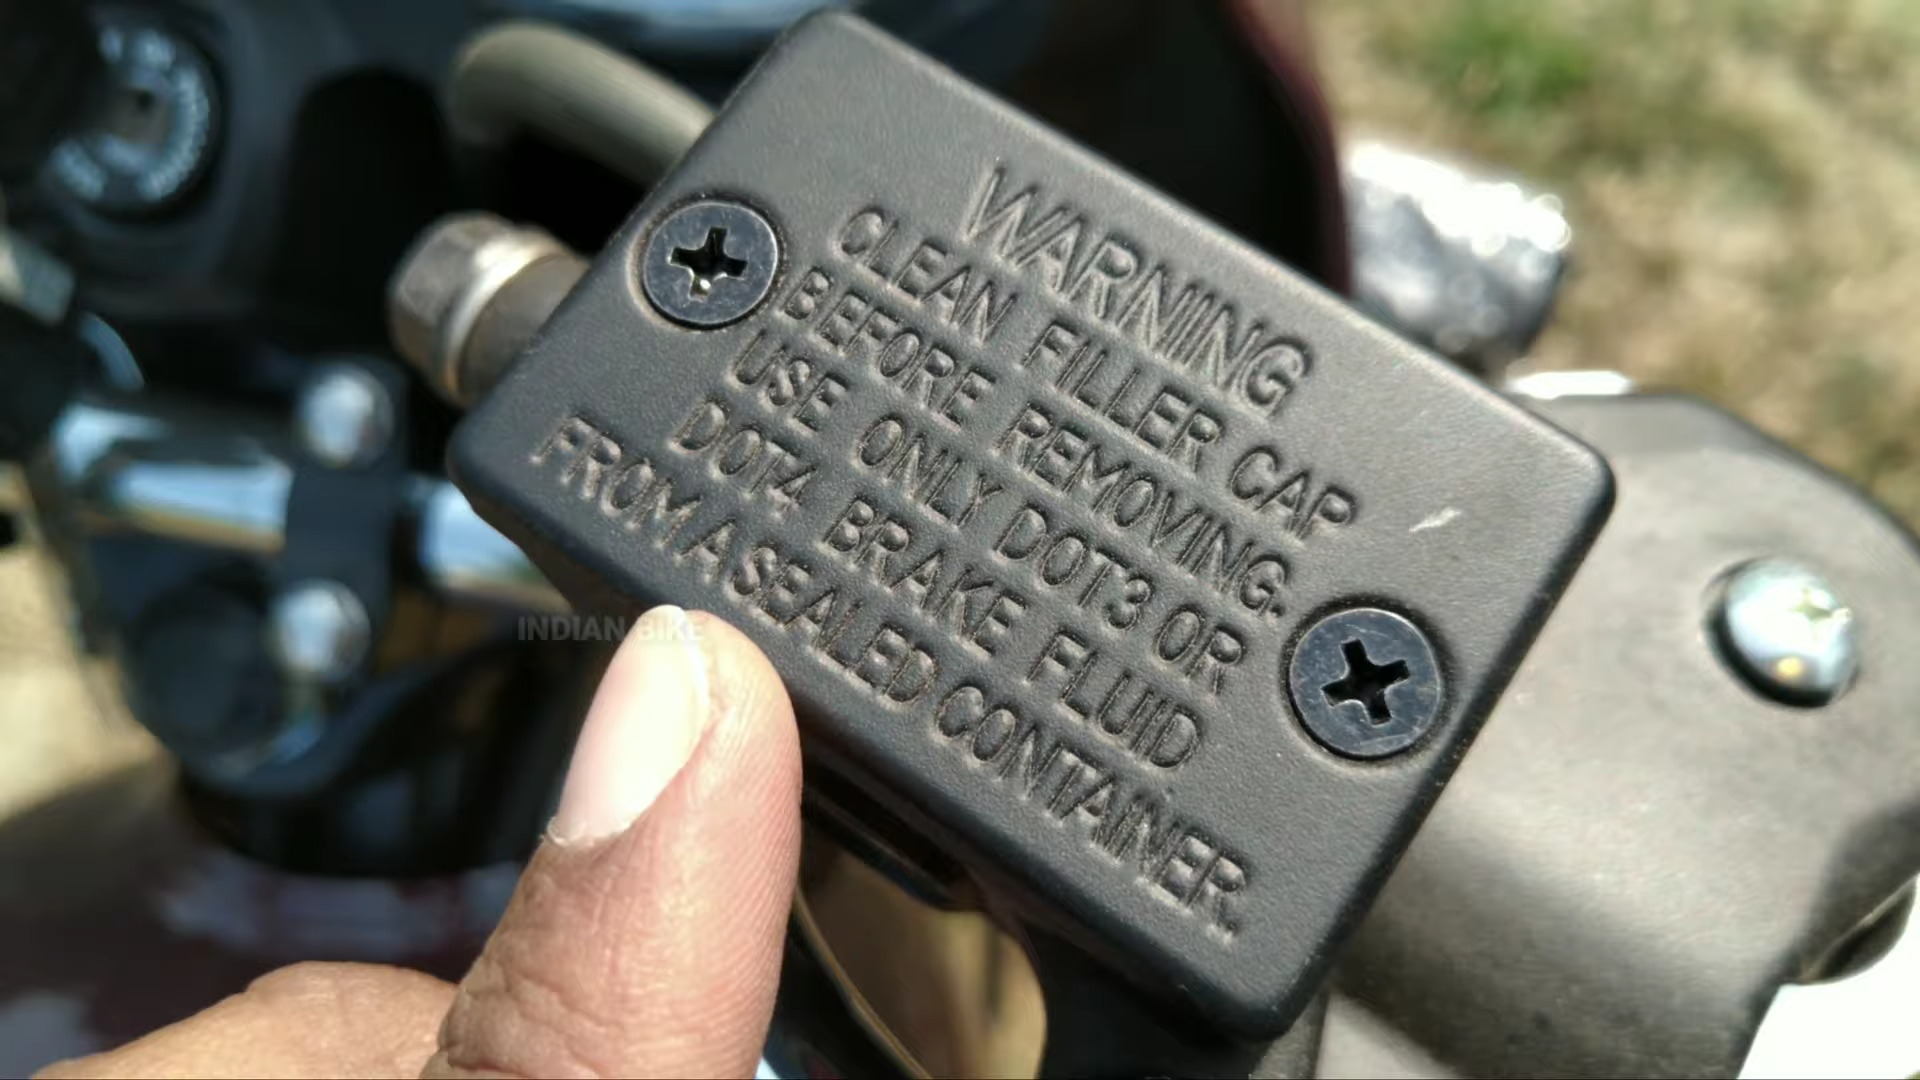 WARNING
CLEAN FILLER CAP
BEFORE REMOVING.
USE ONLY DOT3 OR
DOT4 BRAKE FLUID
FROM A SEALED CONTAINER.
INDIAN BIKE